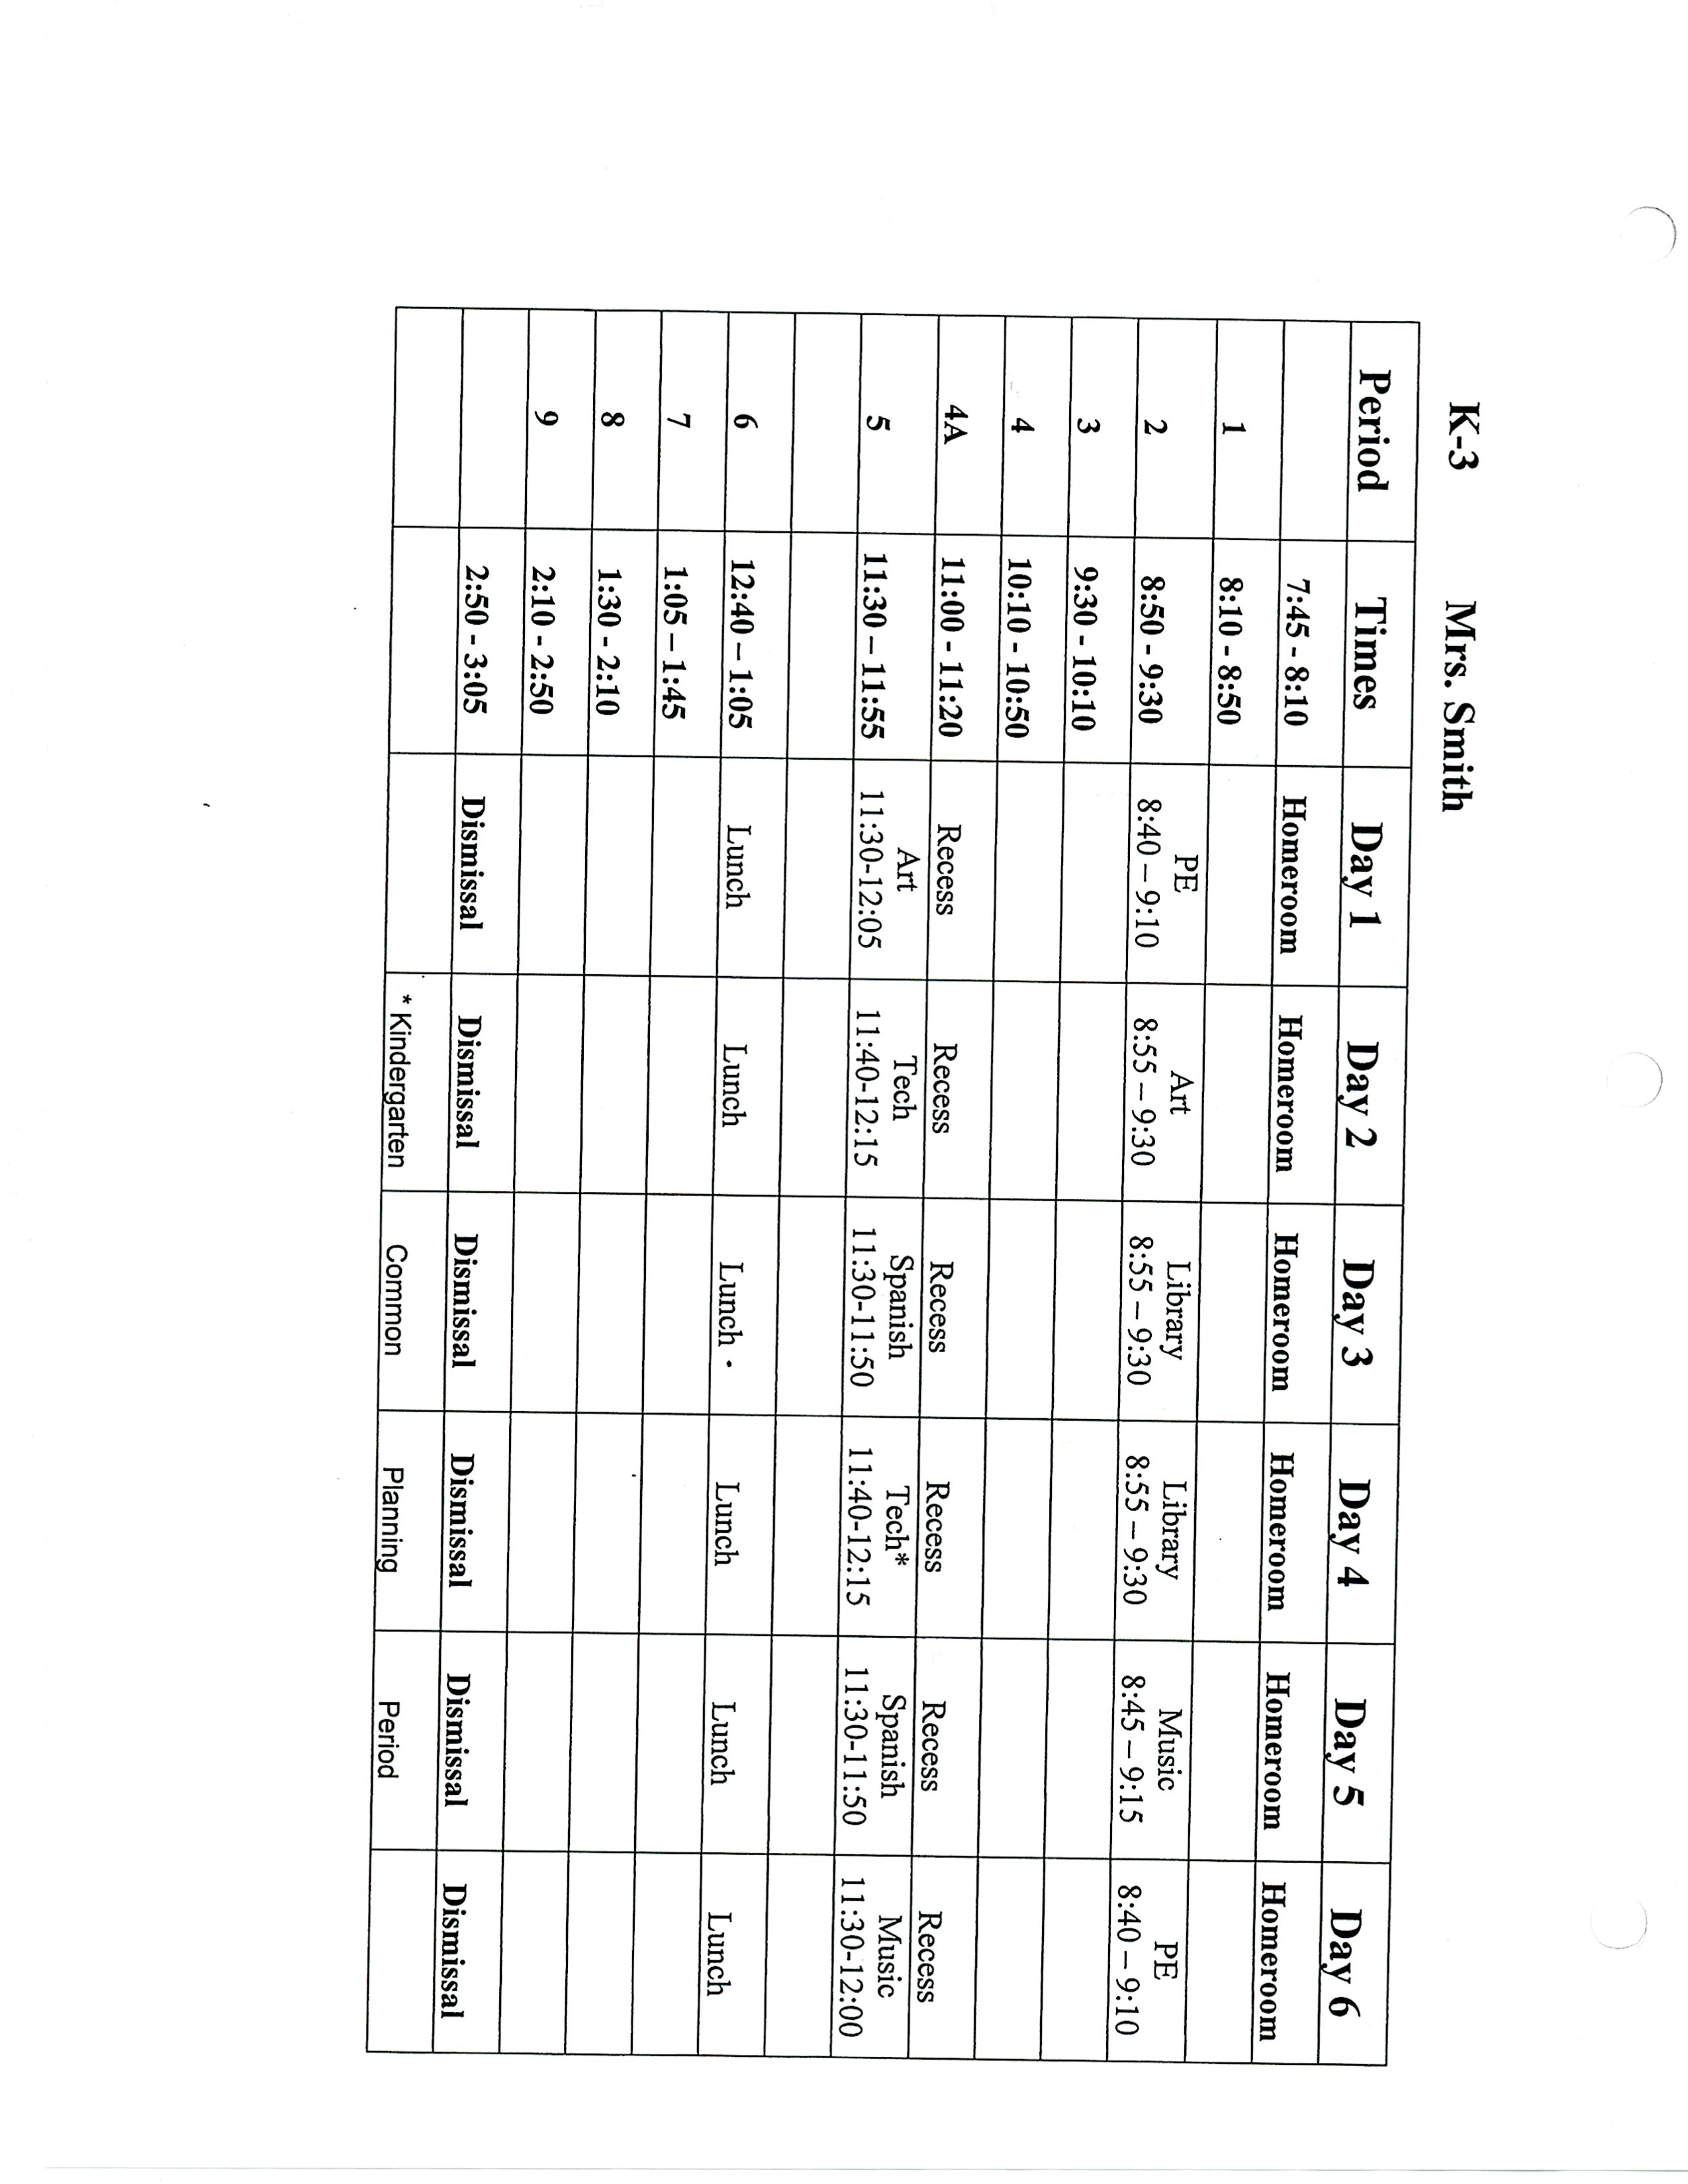 K-3 Mrs. Smith
Period Times Day 1 Day 2 Day 3 Day 4 Day 5 Day 6
7:45 - 8:10 Homeroom Homeroom Homeroom Homeroom Homeroom Homeroom
1 8:10 - 8:50
2 8:50 - 9:30 PE Art Library Library Music PE
8:40 – 9:10 8:55 – 9:30 8:55 – 9:30 8:55 – 9:30 8:45 – 9:15 8:40 – 9:10
3 9:30 - 10:10
4 10:10 - 10:50
4A 11:00 - 11:20 Recess Recess Recess Recess Recess Recess
5 11:30 – 11:55 Art Tech Spanish Tech* Spanish Music
11:30-12:05 11:40-12:15 11:30-11:50 11:40-12:15 11:30-11:50 11:30-12:00
6 12:40 – 1:05 Lunch Lunch Lunch Lunch Lunch Lunch
7 1:05 – 1:45
8 1:30 - 2:10
9 2:10 - 2:50
2:50 - 3:05 Dismissal Dismissal Dismissal Dismissal Dismissal Dismissal
* Kindergarten Common Planning Period